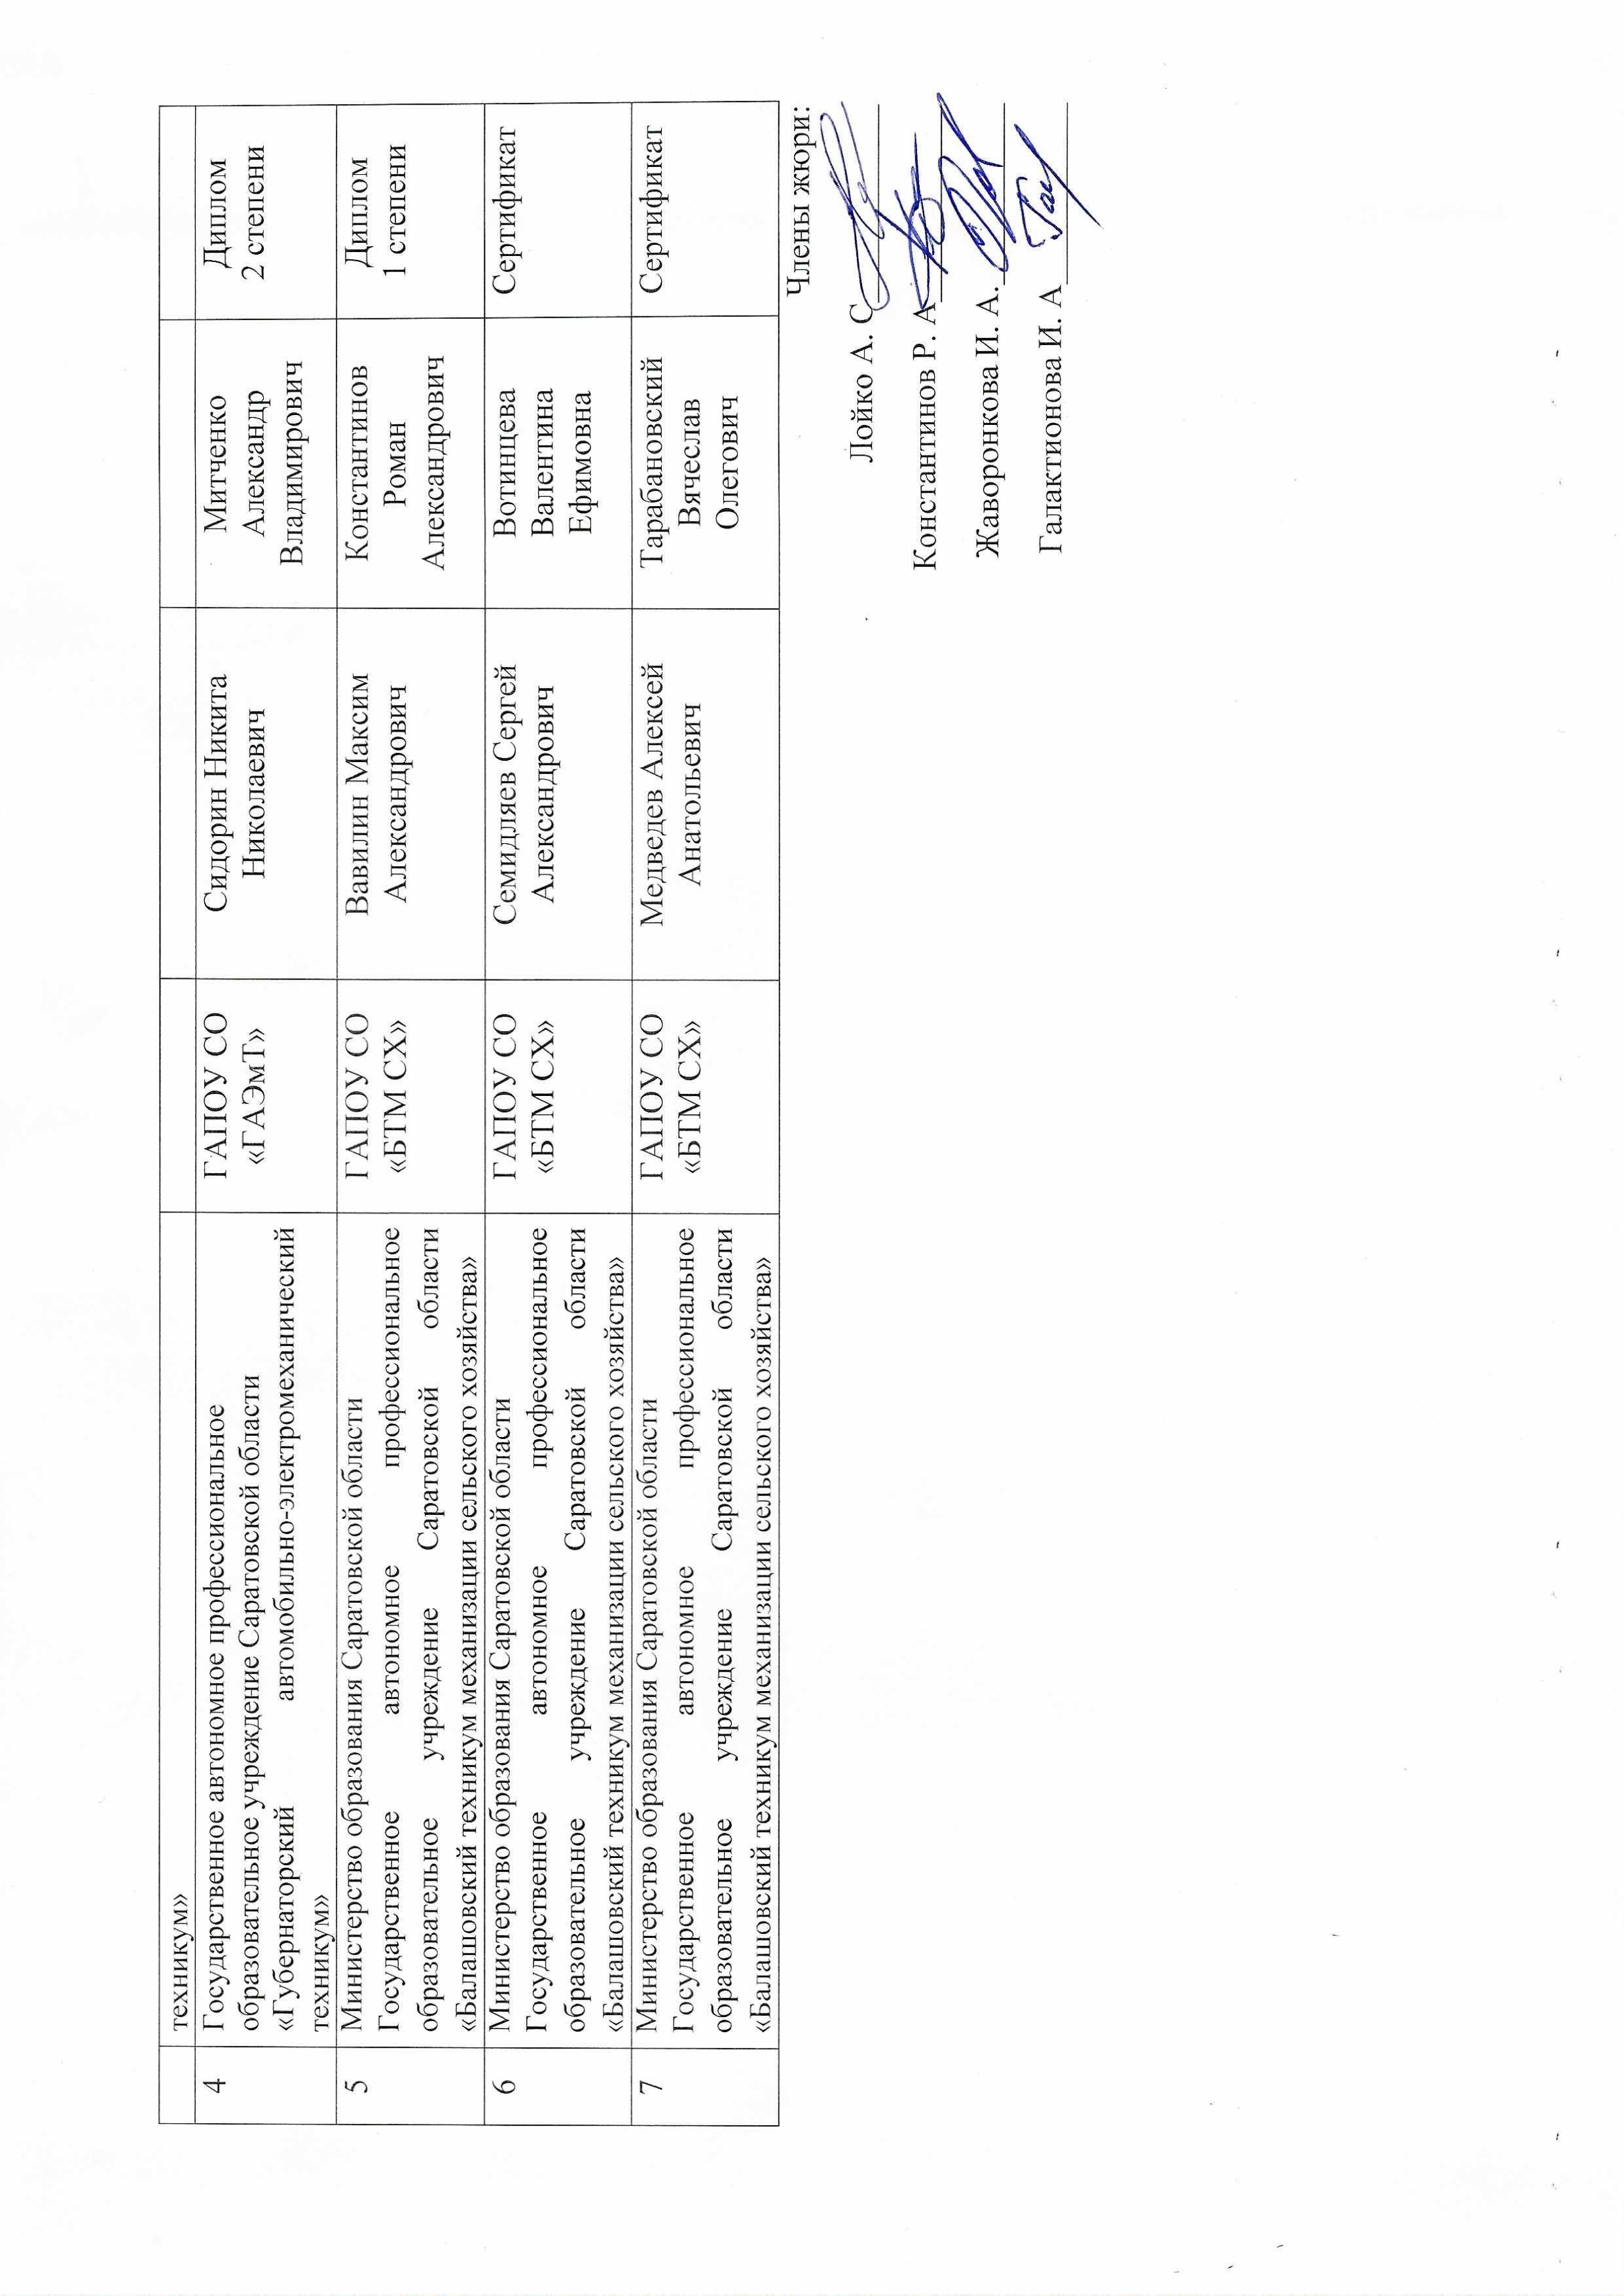 техникум»
4
Государственное автономное профессиональное
образовательное учреждение Саратовской области
«Губернаторский автомобильно-электромеханический
техникум»
ГАПОУ СО
«ГАЭмТ»
Сидорин Никита
Николаевич
Митченко
Александр
Владимирович
Диплом
2 степени
5
Министерство образования Саратовской области
Государственное автономное профессиональное
образовательное учреждение Саратовской области
«Балашовский техникум механизации сельского хозяйства»
ГАПОУ СО
«БТМ СХ»
Вавилин Максим
Александрович
Константинов
Роман
Александрович
Диплом
1 степени
6
Министерство образования Саратовской области
Государственное автономное профессиональное
образовательное учреждение Саратовской области
«Балашовский техникум механизации сельского хозяйства»
ГАПОУ СО
«БТМ СХ»
Семидляев Сергей
Александрович
Вотинцева
Валентина
Ефимовна
Сертификат
7
Министерство образования Саратовской области
Государственное автономное профессиональное
образовательное учреждение Саратовской области
«Балашовский техникум механизации сельского хозяйства»
ГАПОУ СО
«БТМ СХ»
Медведев Алексей
Анатольевич
Тарабановский
Вячеслав
Олегович
Сертификат
Члены жюри:
Лойко А. С
Константинов Р. А
Жаворонкова И. А.
Галактионова И. А